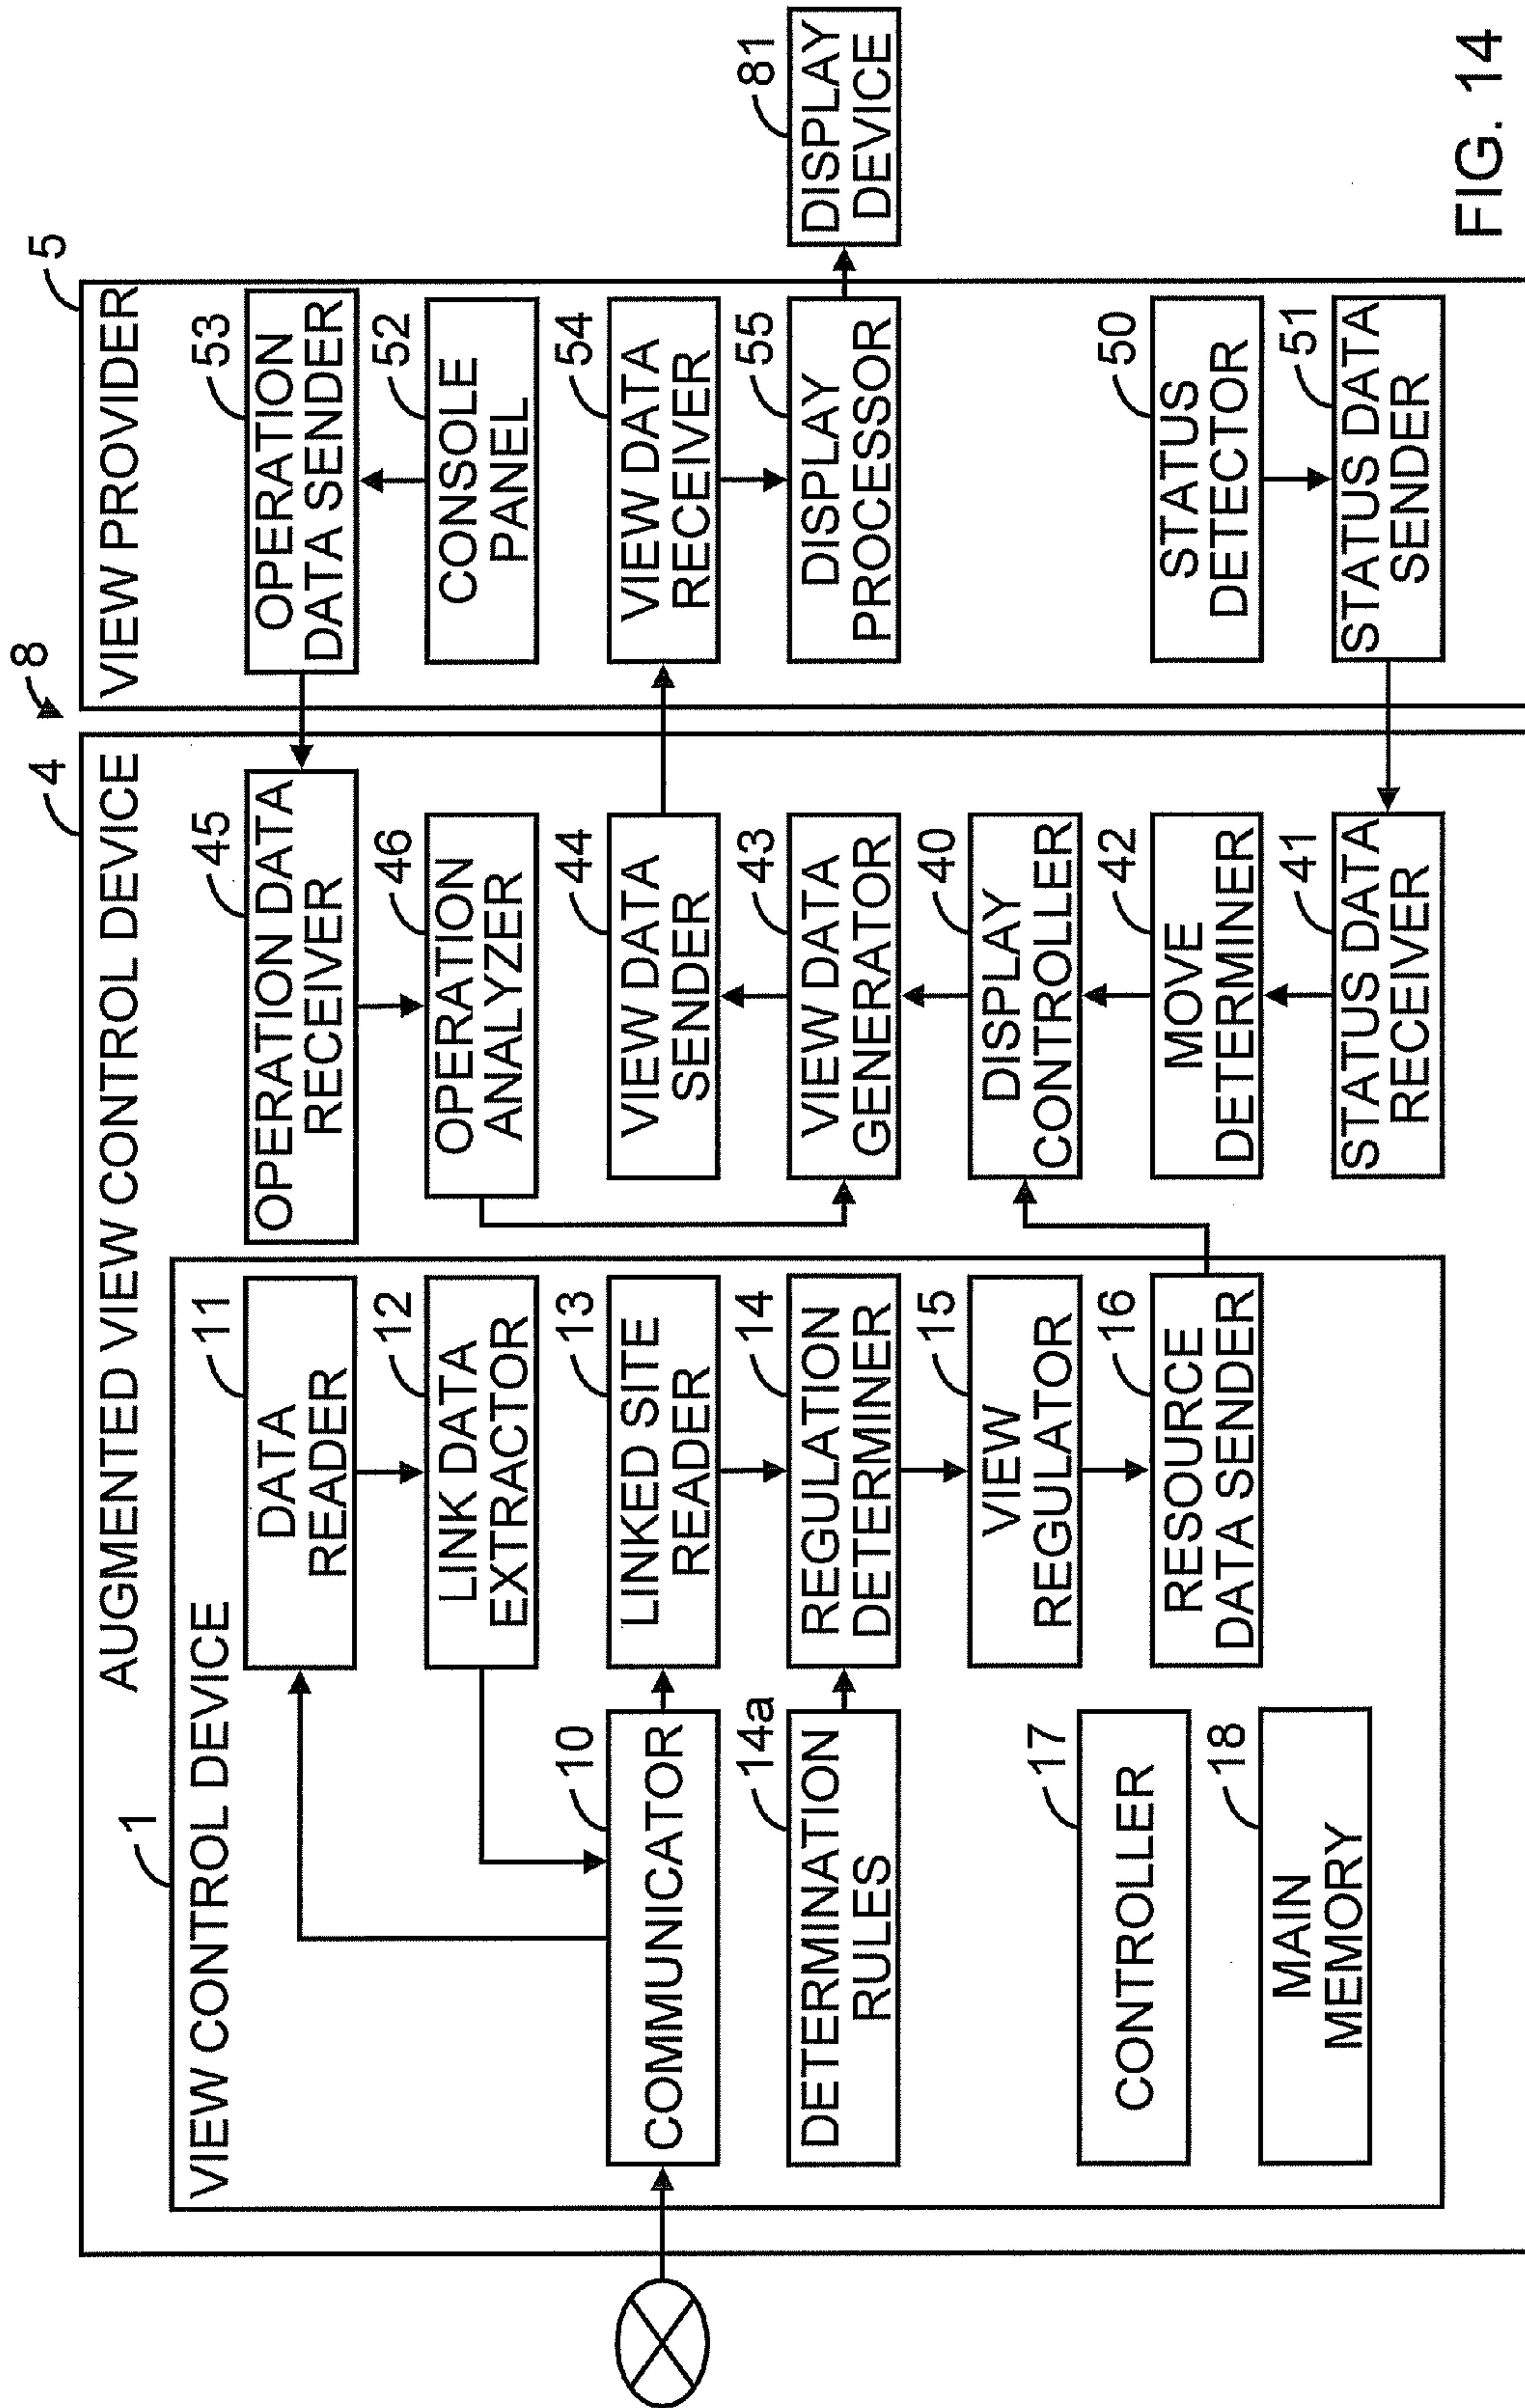 8
4
AUGMENTED VIEW CONTROL DEVICE
1
VIEW CONTROL DEVICE
11
DATA
READER
12
LINK DATA
EXTRACTOR
10
COMMUNICATOR
13
LINKED SITE
READER
14a
DETERMINATION
RULES
14
REGULATION
DETERMINER
15
VIEW
REGULATOR
16
RESOURCE
DATA SENDER
17
CONTROLLER
18
MAIN
MEMORY
45
OPERATION DATA
RECEIVER
46
OPERATION
ANALYZER
44
VIEW DATA
SENDER
43
VIEW DATA
GENERATOR
40
DISPLAY
CONTROLLER
42
MOVE
DETERMINER
41
STATUS DATA
RECEIVER
5
VIEW PROVIDER
53
OPERATION
DATA SENDER
52
CONSOLE
PANEL
54
VIEW DATA
RECEIVER
55
DISPLAY
PROCESSOR
50
STATUS
DETECTOR
51
STATUS DATA
SENDER
81
DISPLAY
DEVICE
FIG. 14